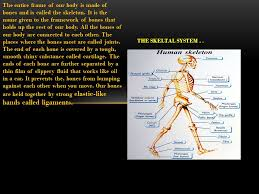 The entire frame of our body is made of
bones and is called the skeleton. It is the
name given to the framework of bones that
holds up the rest of our body. All the bones of
our body are connected to each other. The
places where the bones meet are called joints.
The end of each bone is covered by a tough,
smooth shiny substance called cartilage. The
ends of each bone are further separated by a
thin film of slippery fluid that works like oil
in a car. It prevents the, bones from bumping
against each other when you move. Our bones
are held together by strong elastic-like
hands called ligaments.
THE SKELTAL SYSTEM . .
Human skeleton